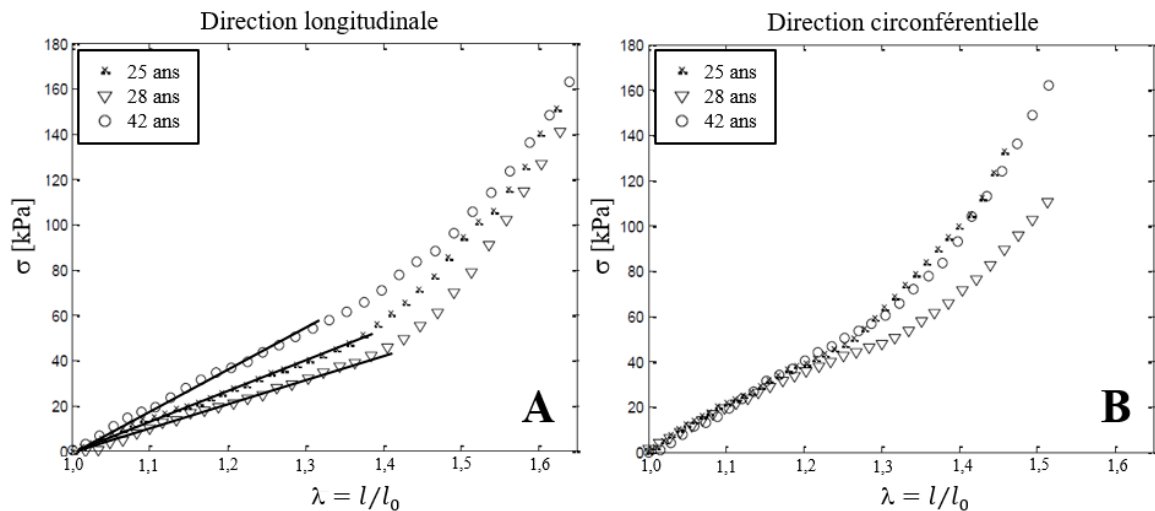 Direction longitudinale
180
160
140
120
100
80
60
40
20
0
σ [kPa]
25 ans
28 ans
42 ans
A
1,0 1,1 1,2 1,3 1,4 1,5 1,6
λ = l/l₀
Direction circonférentielle
180
160
140
120
100
80
60
40
20
0
σ [kPa]
25 ans
28 ans
42 ans
B
1,0 1,1 1,2 1,3 1,4 1,5 1,6
λ = l/l₀